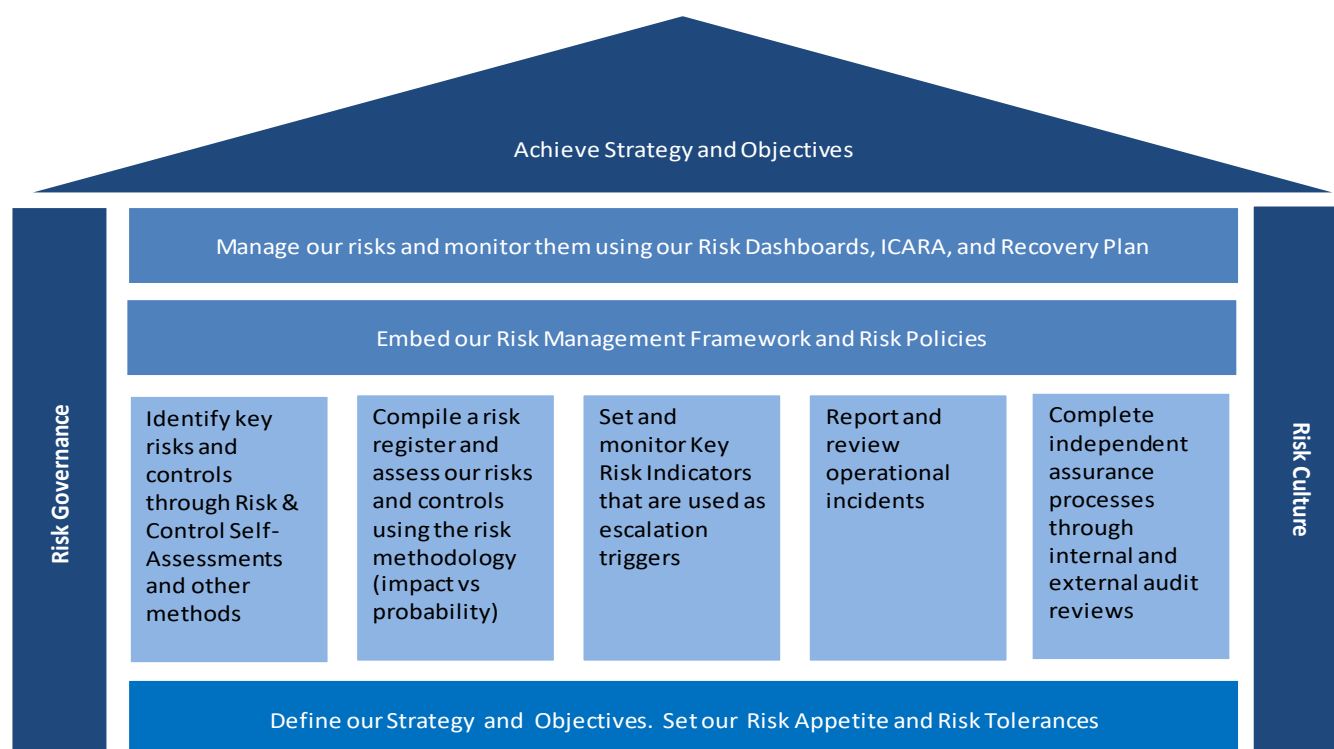 Achieve Strategy and Objectives
Manage our risks and monitor them using our Risk Dashboards, ICARA, and Recovery Plan
Embed our Risk Management Framework and Risk Policies
Risk Governance
Identify key
risks and
controls
through Risk &
Control Self-
Assessments
and other
methods
Compile a risk
register and
assess our risks
and controls
using the risk
methodology
(impact vs
probability)
Set and
monitor Key
Risk Indicators
that are used as
escalation
triggers
Report and
review
operational
incidents
Complete
independent
assurance
processes
through
internal and
external audit
reviews
Risk Culture
Define our Strategy and Objectives. Set our Risk Appetite and Risk Tolerances